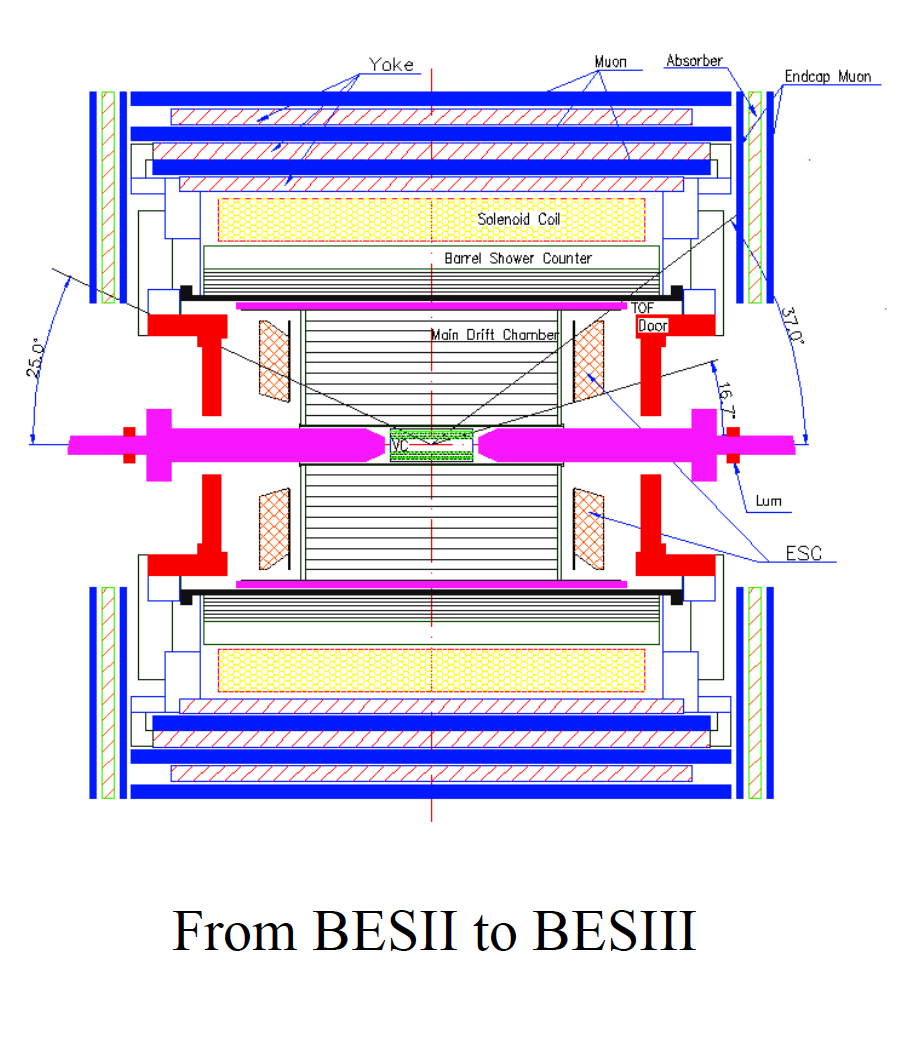 Yoke
Muon
Absorber
Endcap Muon
Solenoid Coil
Barrel Shower Counter
TOF
Door
Main Drift Chamber
25.0°
37.0°
16.7°
VC
Lum
ESC
From BESII to BESIII